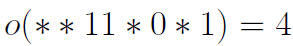 o(∗ ∗ 11 ∗ 0 ∗ 1) = 4